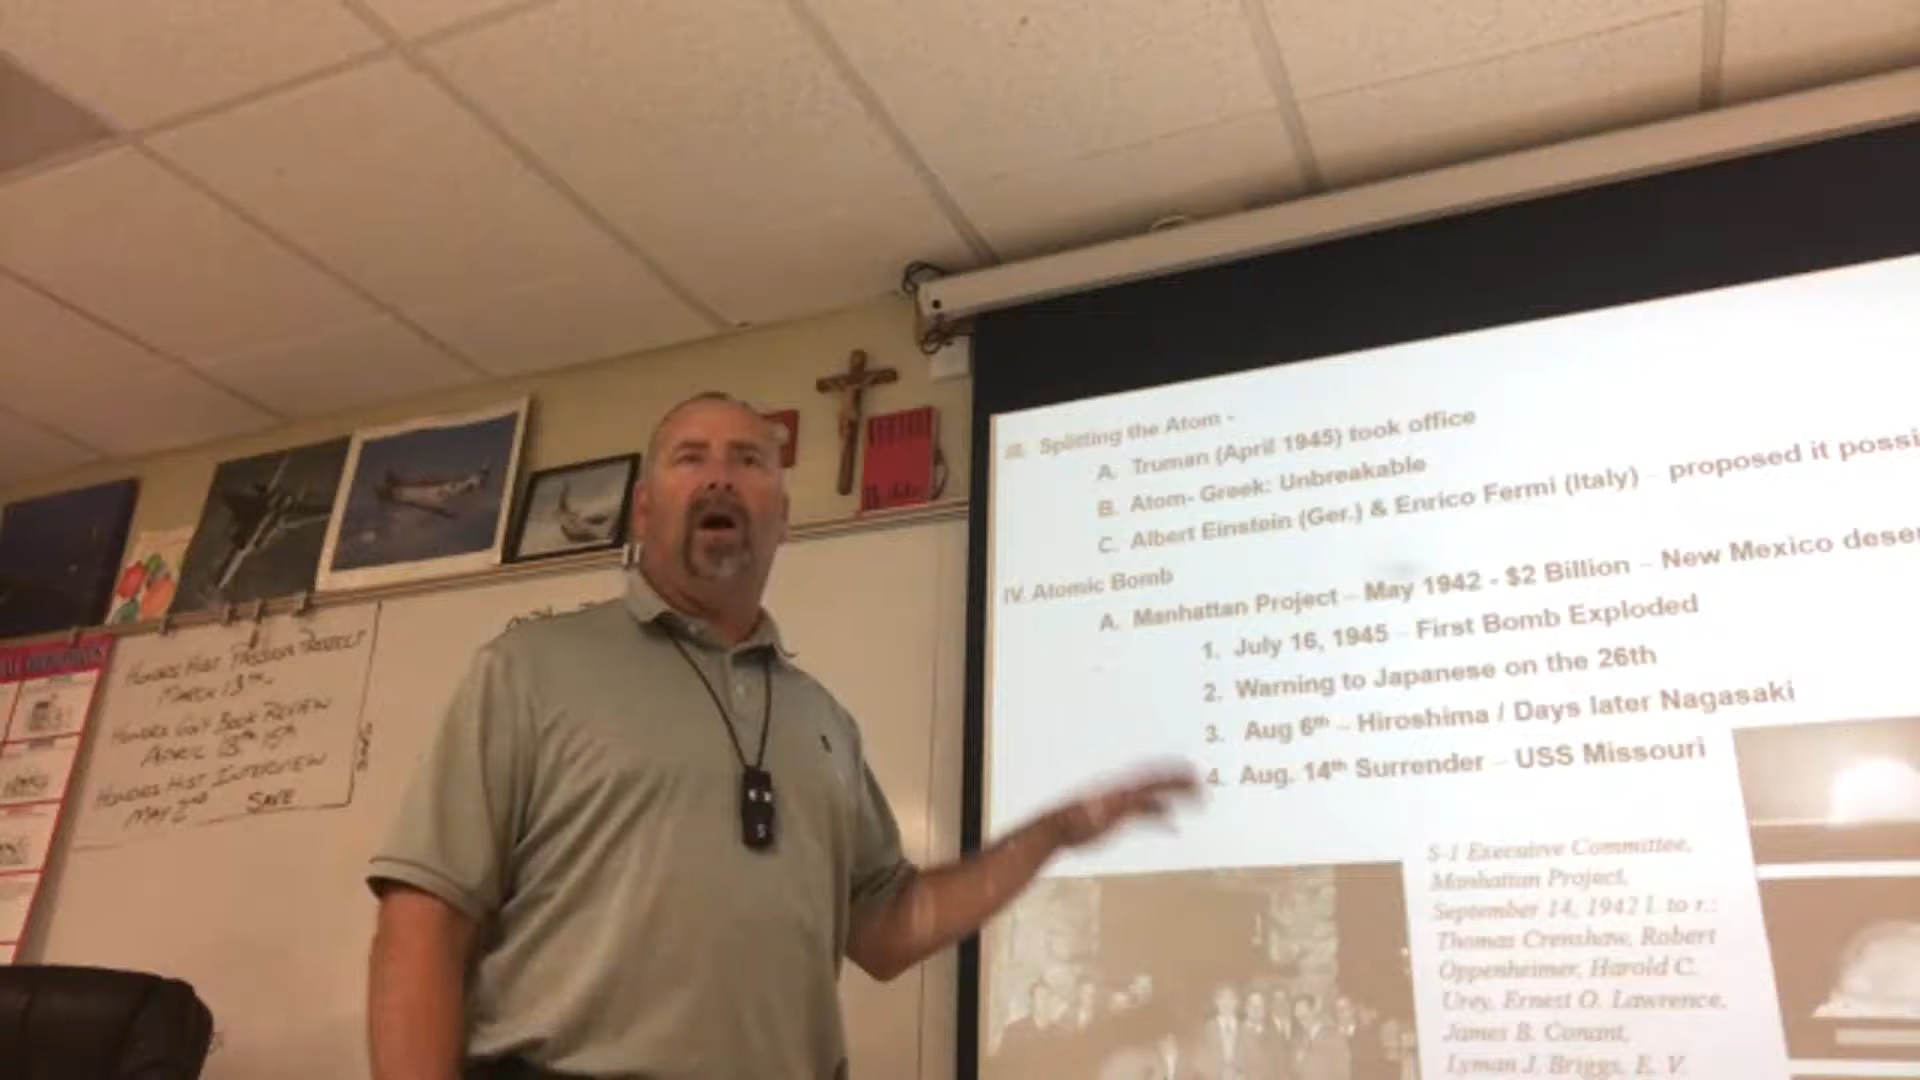 III. Splitting the Atom -
A. Truman (April 1945) took office
B. Atom- Greek: Unbreakable
C. Albert Einstein (Ger.) & Enrico Fermi (Italy) – proposed it possi
IV. Atomic Bomb
A. Manhattan Project – May 1942 - $2 Billion – New Mexico deser
1. July 16, 1945 – First Bomb Exploded
2. Warning to Japanese on the 26th
3. Aug 6th – Hiroshima / Days later Nagasaki
4. Aug. 14th Surrender – USS Missouri
S-1 Executive Committee,
Manhattan Project,
September 14, 1942 l. to r.:
Thomas Crenshaw, Robert
Oppenheimer, Harold C.
Urey, Ernest O. Lawrence,
James B. Conant,
Lyman J. Briggs, E. V.
HONORS HIST PASSION PROJECT
MARCH 13TH
HONORS GOV BOOK REVIEW
APRIL
HONORS HIST INTERVIEW
MAY 2ND SAVE
SAVE